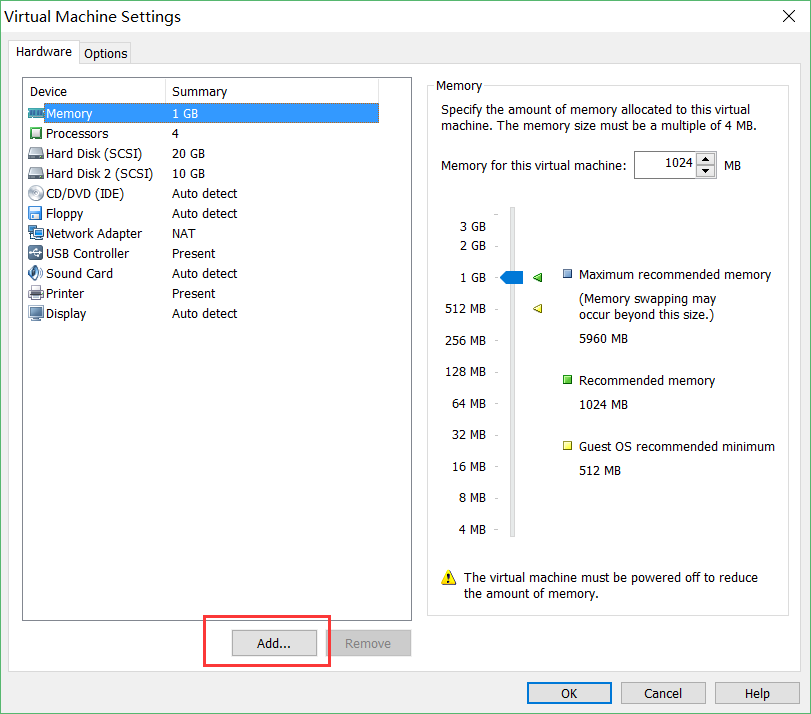 Virtual Machine Settings
Hardware
Options
Device Summary
Memory 1 GB
Processors 4
Hard Disk (SCSI) 20 GB
Hard Disk 2 (SCSI) 10 GB
CD/DVD (IDE) Auto detect
Floppy Auto detect
Network Adapter NAT
USB Controller Present
Sound Card Auto detect
Printer Present
Display Auto detect
Add...
Remove
Memory
Specify the amount of memory allocated to this virtual
machine. The memory size must be a multiple of 4 MB.
Memory for this virtual machine: 1024 MB
3 GB
2 GB
1 GB
512 MB
256 MB
128 MB
64 MB
32 MB
16 MB
8 MB
4 MB
Maximum recommended memory
(Memory swapping may
occur beyond this size.)
5960 MB
Recommended memory
1024 MB
Guest OS recommended minimum
512 MB
The virtual machine must be powered off to reduce
the amount of memory.
OK
Cancel
Help